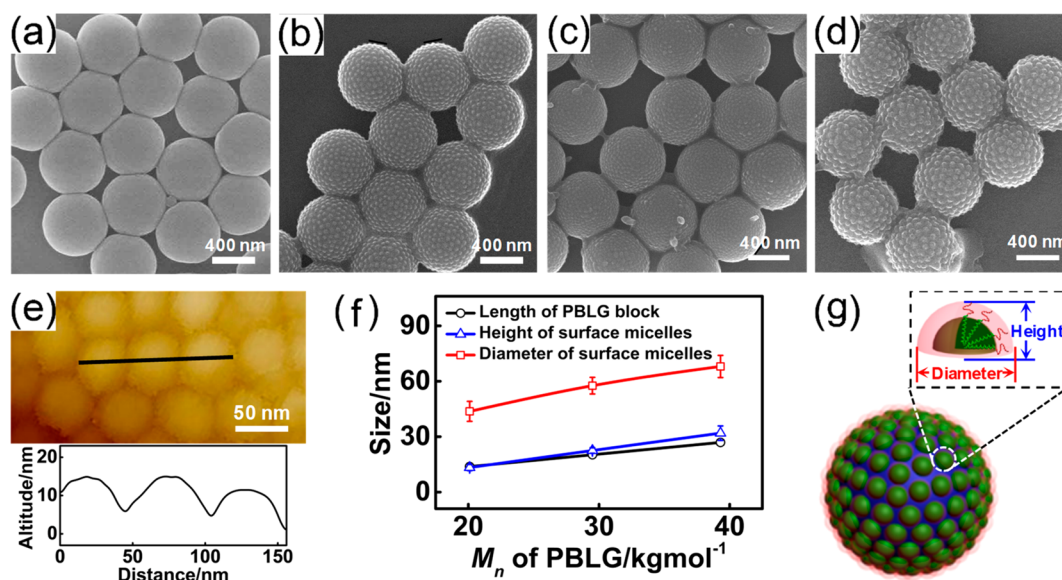 (a)
400 nm
(b)
400 nm
(c)
400 nm
(d)
400 nm
(e)
50 nm
Altitude/nm
20
10
0
0 50 100 150
Distance/nm
(f)
Length of PBLG block
Height of surface micelles
Diameter of surface micelles
Size/nm
90
60
30
0
20 30 40
Mn of PBLG/kgmol-1
(g)
Height
Diameter